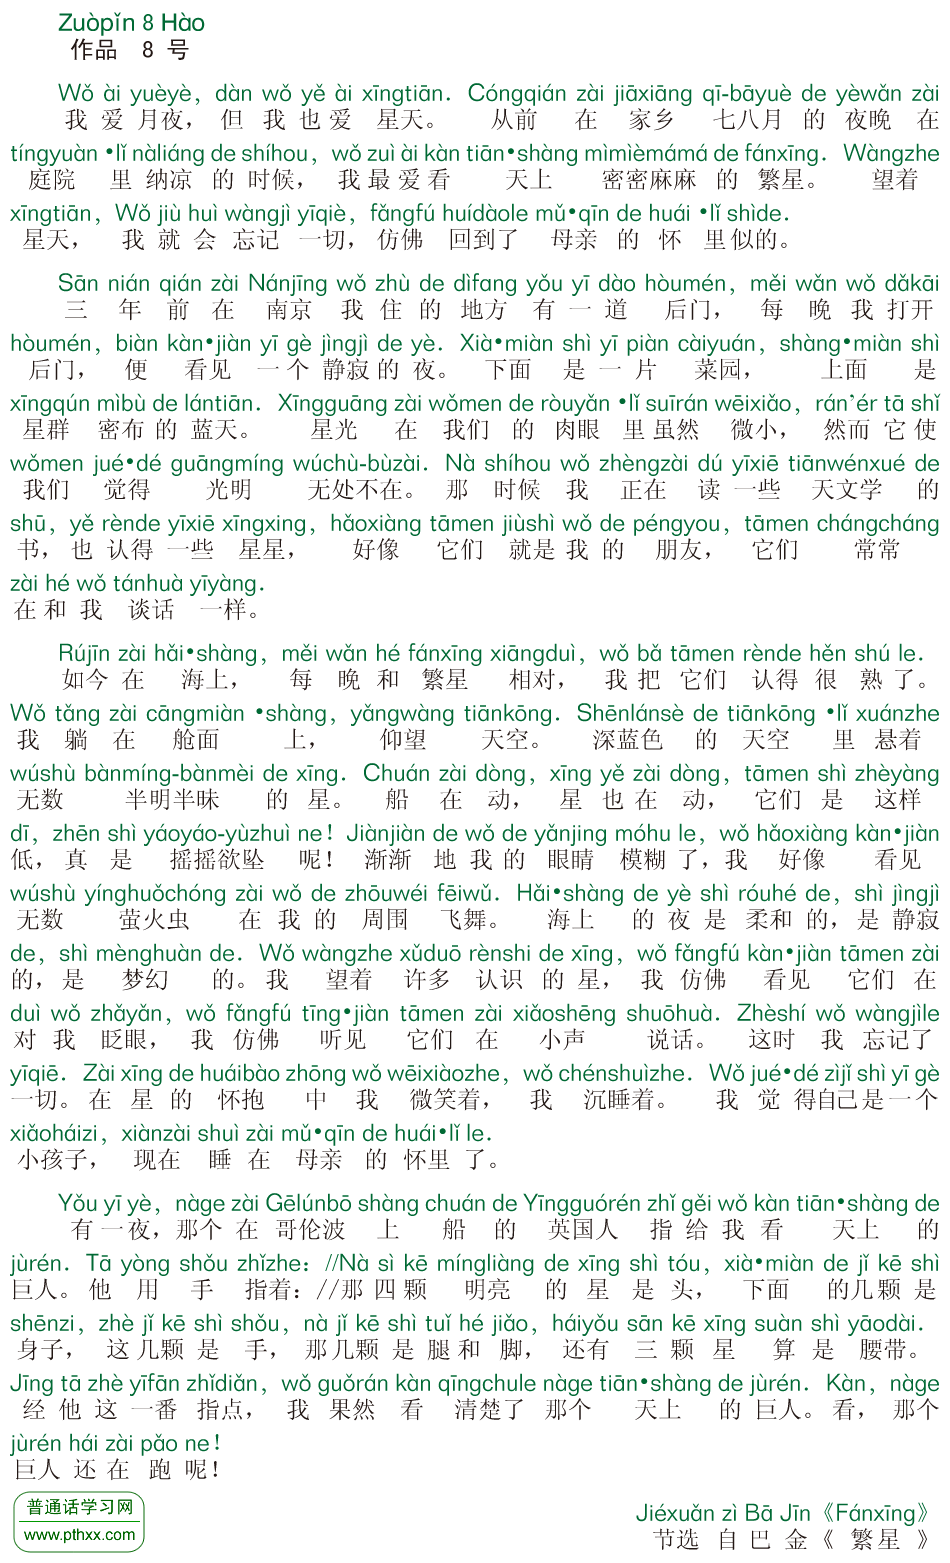 Zuòpǐn 8 Hào
作品 8 号
Wǒ ài yuèyè, dàn wǒ yě ài xīngtiān. Cóngqián zài jiāxiāng qī-bāyuè de yèwǎn zài
我 爱 月夜， 但 我 也 爱 星天。 从前 在 家乡 七八月 的 夜晚 在
tíngyuàn •lǐ nàliáng de shíhou, wǒ zuì ài kàn tiān•shàng mìmìèmámá de fánxīng. Wàngzhe
庭院 里 纳凉 的 时候， 我 最 爱 看 天上 密密麻麻 的 繁星。 望着
xīngtiān, Wǒ jiù huì wàngjì yīqiè, fǎngfú huídàole mǔ•qīn de huái •lǐ shìde.
星天， 我 就 会 忘记 一切， 仿佛 回到了 母亲 的 怀 里似的。
Sān nián qián zài Nánjīng wǒ zhù de dìfang yǒu yī dào hòumén, měi wǎn wǒ dǎkāi
三 年 前 在 南京 我 住 的 地方 有 一 道 后门， 每 晚 我 打开
hòumén, biàn kàn•jiàn yī gè jìngjì de yè. Xià•miàn shì yī piàn càiyuán, shàng•miàn shì
后门， 便 看见 一个 静寂 的 夜。 下面 是 一 片 菜园， 上面 是
xīngqún mìbù de lántiān. Xīngguāng zài wǒmen de ròuyǎn •lǐ suīrán wēixiǎo, rán'ér tā shǐ
星群 密布 的 蓝天。 星光 在 我们 的 肉眼 里 虽然 微小， 然而 它 使
wǒmen jué•dé guāngmíng wúchù-bùzài. Nà shíhou wǒ zhèngzài dú yīxiē tiānwénxué de
我们 觉得 光明 无处不在。 那 时候 我 正在 读 一些 天文学 的
shū, yě rènde yīxiē xīngxing, hǎoxiàng tāmen jiùshì wǒ de péngyou, tāmen chángcháng
书， 也 认得 一些 星星， 好像 它们 就是 我 的 朋友， 它们 常常
zài hé wǒ tánhuà yīyàng.
在 和 我 谈话 一样。
Rújīn zài hǎi•shàng, měi wǎn hé fánxīng xiāngduì, wǒ bǎ tāmen rènde hěn shú le.
如今 在 海上， 每 晚 和 繁星 相对， 我 把 它们 认得 很 熟 了。
Wǒ tǎng zài cāngmiàn •shàng, yǎngwàng tiānkōng. Shēnlánsè de tiānkōng •lǐ xuánzhe
我 躺 在 舱面 上， 仰望 天空。 深蓝色 的 天空 里 悬着
wúshù bànmíng-bànmèi de xīng. Chuán zài dòng, xīng yě zài dòng, tāmen shì zhèyàng
无数 半明半昧 的 星。 船 在 动， 星 也 在 动， 它们 是 这样
dī, zhēn shì yáoyáo-yùzhuì ne! Jiànjiàn de wǒ de yǎnjing móhu le, wǒ hǎoxiàng kàn•jiàn
低， 真 是 摇摇欲坠 呢！ 渐渐 地 我 的 眼睛 模糊 了， 我 好像 看见
wúshù yínghuǒchóng zài wǒ de zhōuwéi fēiwǔ. Hǎi•shàng de yè shì róuhé de, shì jìngjì
无数 萤火虫 在 我 的 周围 飞舞。 海上 的 夜 是 柔和 的， 是 静寂
de, shì mènghuàn de. Wǒ wàngzhe xǔduō rènshi de xīng, wǒ fǎngfú kàn•jiàn tāmen zài
的， 是 梦幻 的。 我 望着 许多 认识 的 星， 我 仿佛 看见 它们 在
duì wǒ zhǎyǎn, wǒ fǎngfú tīng•jiàn tāmen zài xiǎoshēng shuōhuà. Zhèshí wǒ wàngjìle
对 我 眨眼， 我 仿佛 听见 它们 在 小声 说话。 这时 我 忘记了
yīqiē. Zài xīng de huáibào zhōng wǒ wēixiàozhe, wǒ chénshuìzhe. Wǒ jué•dé zìjǐ shì yī gè
一切。 在 星 的 怀抱 中 我 微笑着， 我 沉睡着。 我 觉 得自己是 一个
xiǎoháizi, xiànzài shuì zài mǔ•qīn de huái•lǐ le.
小孩子， 现在 睡 在 母亲 的 怀里 了。
Yǒu yī yè, nàge zài Gēlúnbō shàng chuán de Yīngguórén zhǐ gěi wǒ kàn tiān•shàng de
有 一夜， 那个 在 哥伦波 上 船 的 英国人 指 给 我 看 天上 的
jùrén. Tā yòng shǒu zhǐzhe: //Nà sì kē míngliàng de xīng shì tóu, xià•miàn de jǐ kē shì
巨人。 他 用 手 指着： //那 四颗 明亮 的 星 是 头， 下面 的几颗 是
shēnzi, zhè jǐ kē shì shǒu, nà jǐ kē shì tuǐ hé jiǎo, háiyǒu sān kē xīng suàn shì yāodài.
身子， 这 几颗 是 手， 那几颗 是 腿 和 脚， 还有 三 颗 星 算 是 腰带。
Jīng tā zhè yīfān zhǐdiǎn, wǒ guǒrán kàn qīngchule nàge tiān•shàng de jùrén. Kàn, nàge
经 他 这 一番 指点， 我 果然 看 清楚了 那个 天上 的 巨人。 看， 那个
jùrén hái zài pǎo ne!
巨人 还 在 跑 呢！
Jiéxuǎn zì Bā Jīn《Fánxīng》
节选 自 巴 金《 繁星 》
普通话学习网
www.pthxx.com